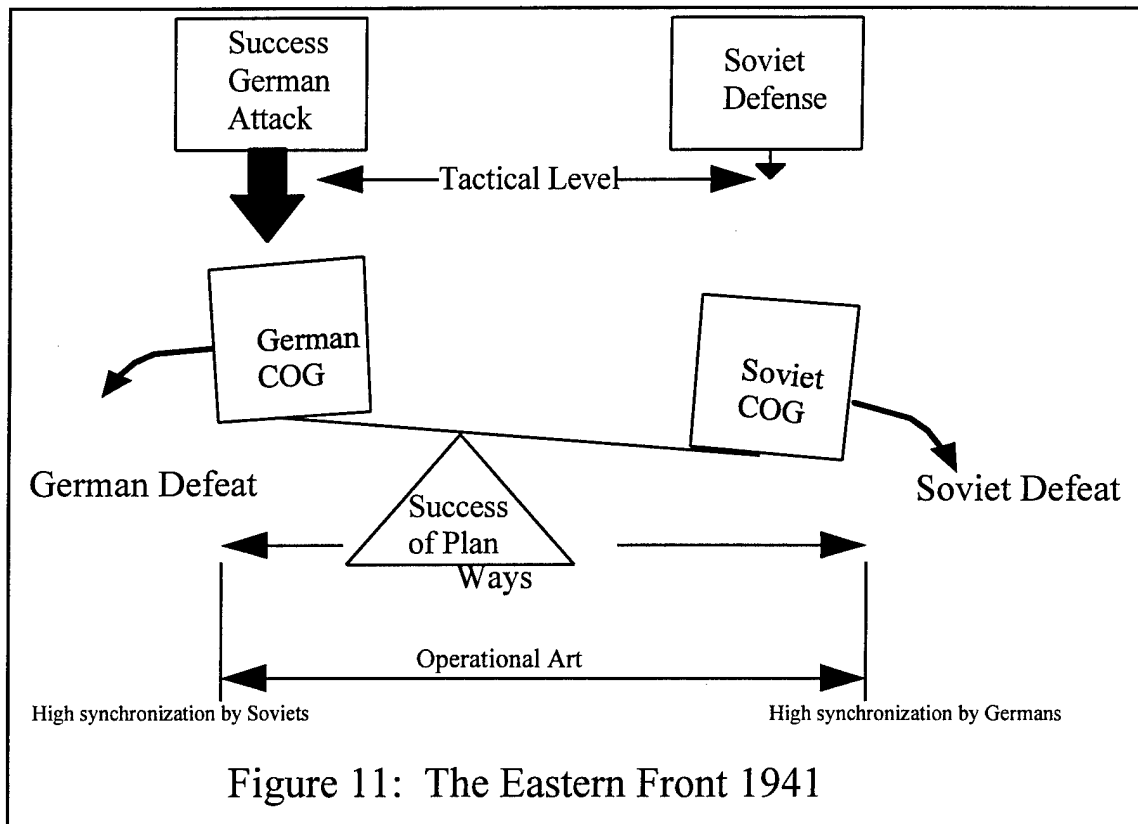 Success
German
Attack
Soviet
Defense
Tactical Level
German
COG
Soviet
COG
German Defeat
Soviet Defeat
Success
of Plan
Ways
Operational Art
High synchronization by Soviets
High synchronization by Germans
Figure 11: The Eastern Front 1941